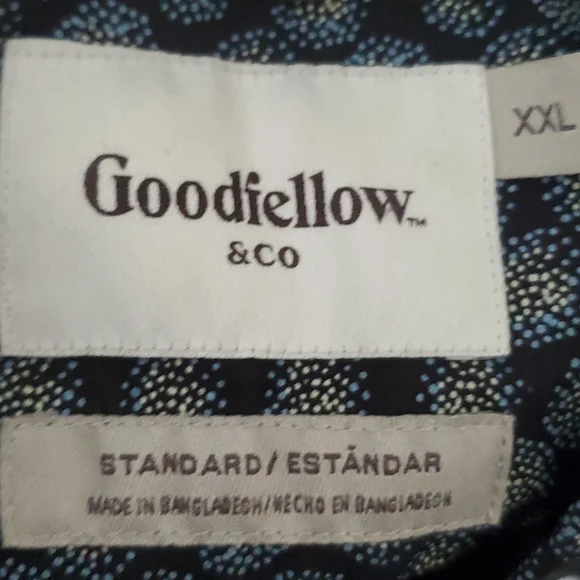 Goodfellow™
& CO
XXL
STANDARD/ESTÁNDAR
MADE IN BANGLADESH/HECHO EN BANGLADESH